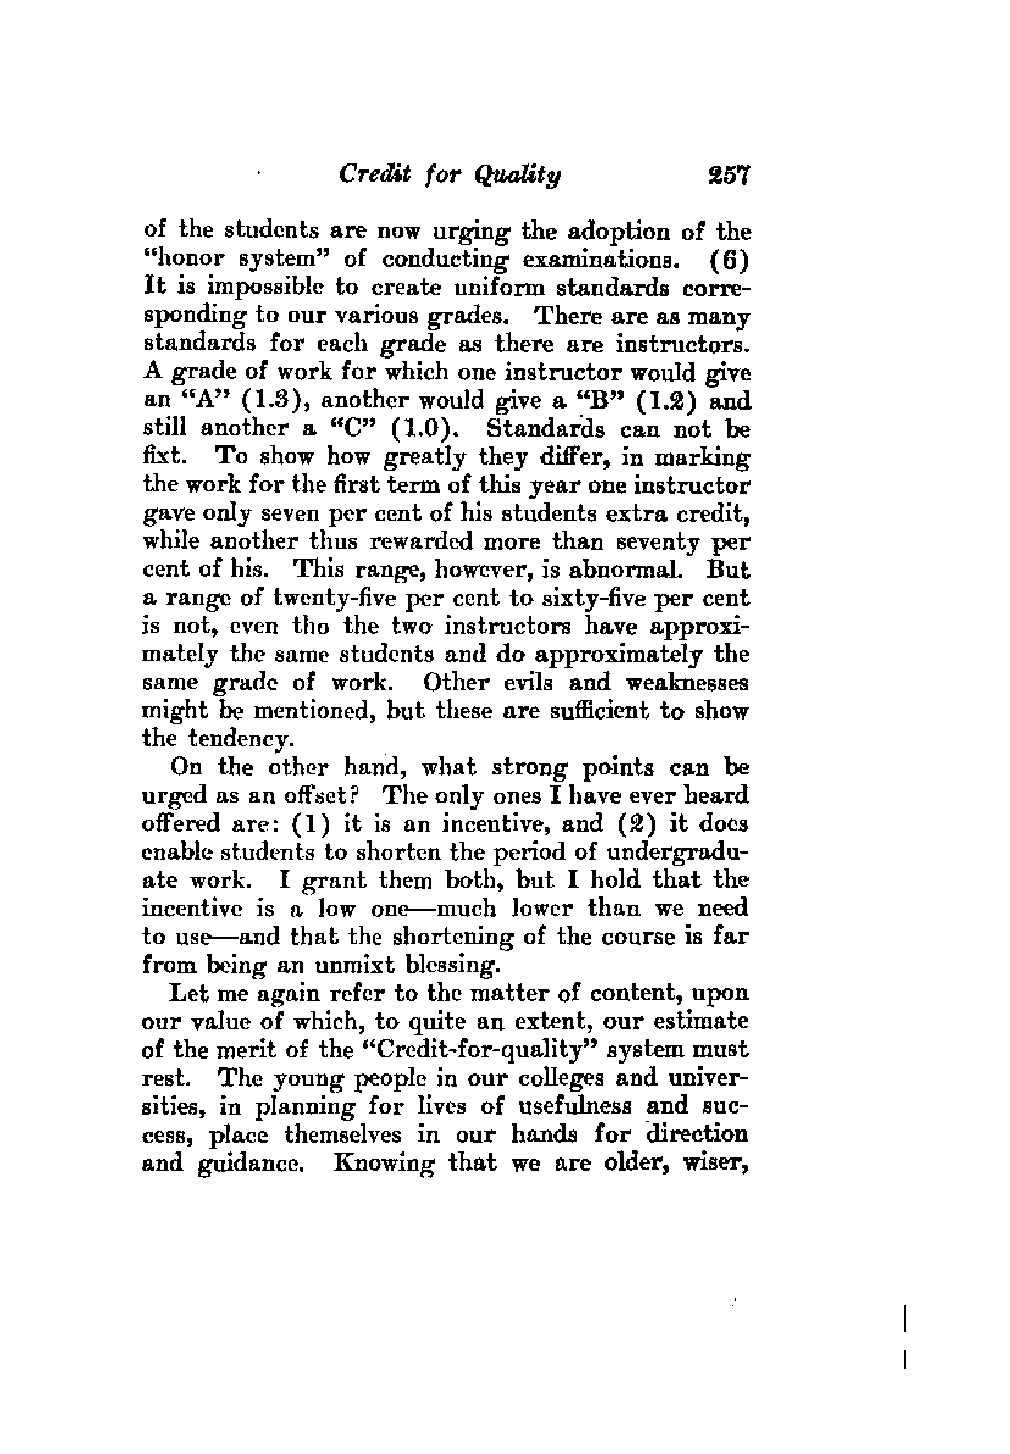 Credit for Quality 257
of the students are now urging the adoption of the
“honor system” of conducting examinations. (6)
It is impossible to create uniform standards corre-
sponding to our various grades. There are as many
standards for each grade as there are instructors.
A grade of work for which one instructor would give
an “A” (1.3), another would give a “B” (1.2) and
still another a “C” (1.0). Standards can not be
fixt. To show how greatly they differ, in marking
the work for the first term of this year one instructor
gave only seven per cent of his students extra credit,
while another thus rewarded more than seventy per
cent of his. This range, however, is abnormal. But
a range of twenty-five per cent to sixty-five per cent
is not, even tho the two instructors have approxi-
mately the same students and do approximately the
same grade of work. Other evils and weaknesses
might be mentioned, but these are sufficient to show
the tendency.
On the other hand, what strong points can be
urged as an offset? The only ones I have ever heard
offered are: (1) it is an incentive, and (2) it does
enable students to shorten the period of undergradu-
ate work. I grant them both, but I hold that the
incentive is a low one—much lower than we need
to use—and that the shortening of the course is far
from being an unmixt blessing.
Let me again refer to the matter of content, upon
our value of which, to quite an extent, our estimate
of the merit of the “Credit-for-quality” system must
rest. The young people in our colleges and univer-
sities, in planning for lives of usefulness and suc-
cess, place themselves in our hands for direction
and guidance. Knowing that we are older, wiser,